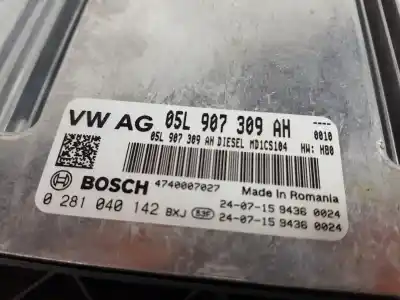 VW AG 05L 907 309 AH ----
05L 907 309 AH DIESEL MD1CS104 0010
HW: H80
BOSCH 4740007027 Made in Romania
0 281 040 142 BXJ 24-07-15 9436 0024
24-07-15 9436 0024